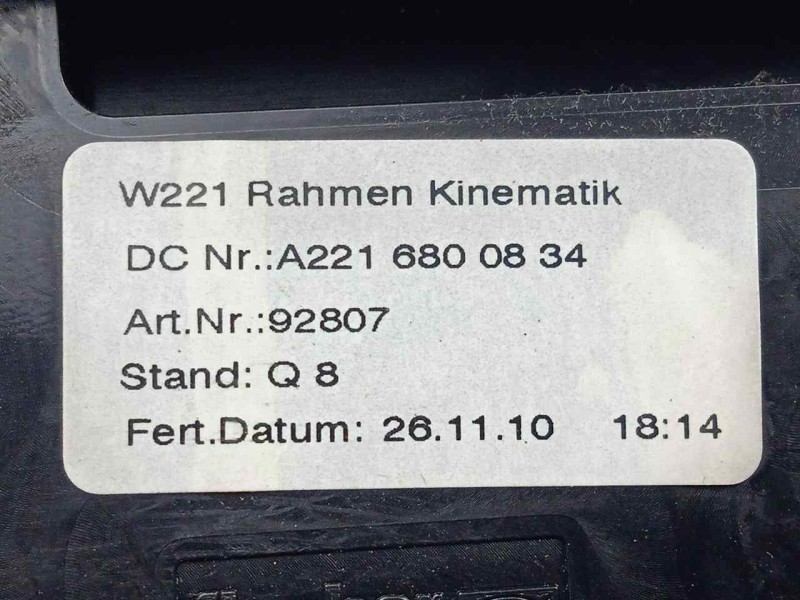 W221 Rahmen Kinematik
DC Nr.:A221 680 08 34
Art.Nr.:92807
Stand: Q 8
Fert.Datum: 26.11.10 18:14